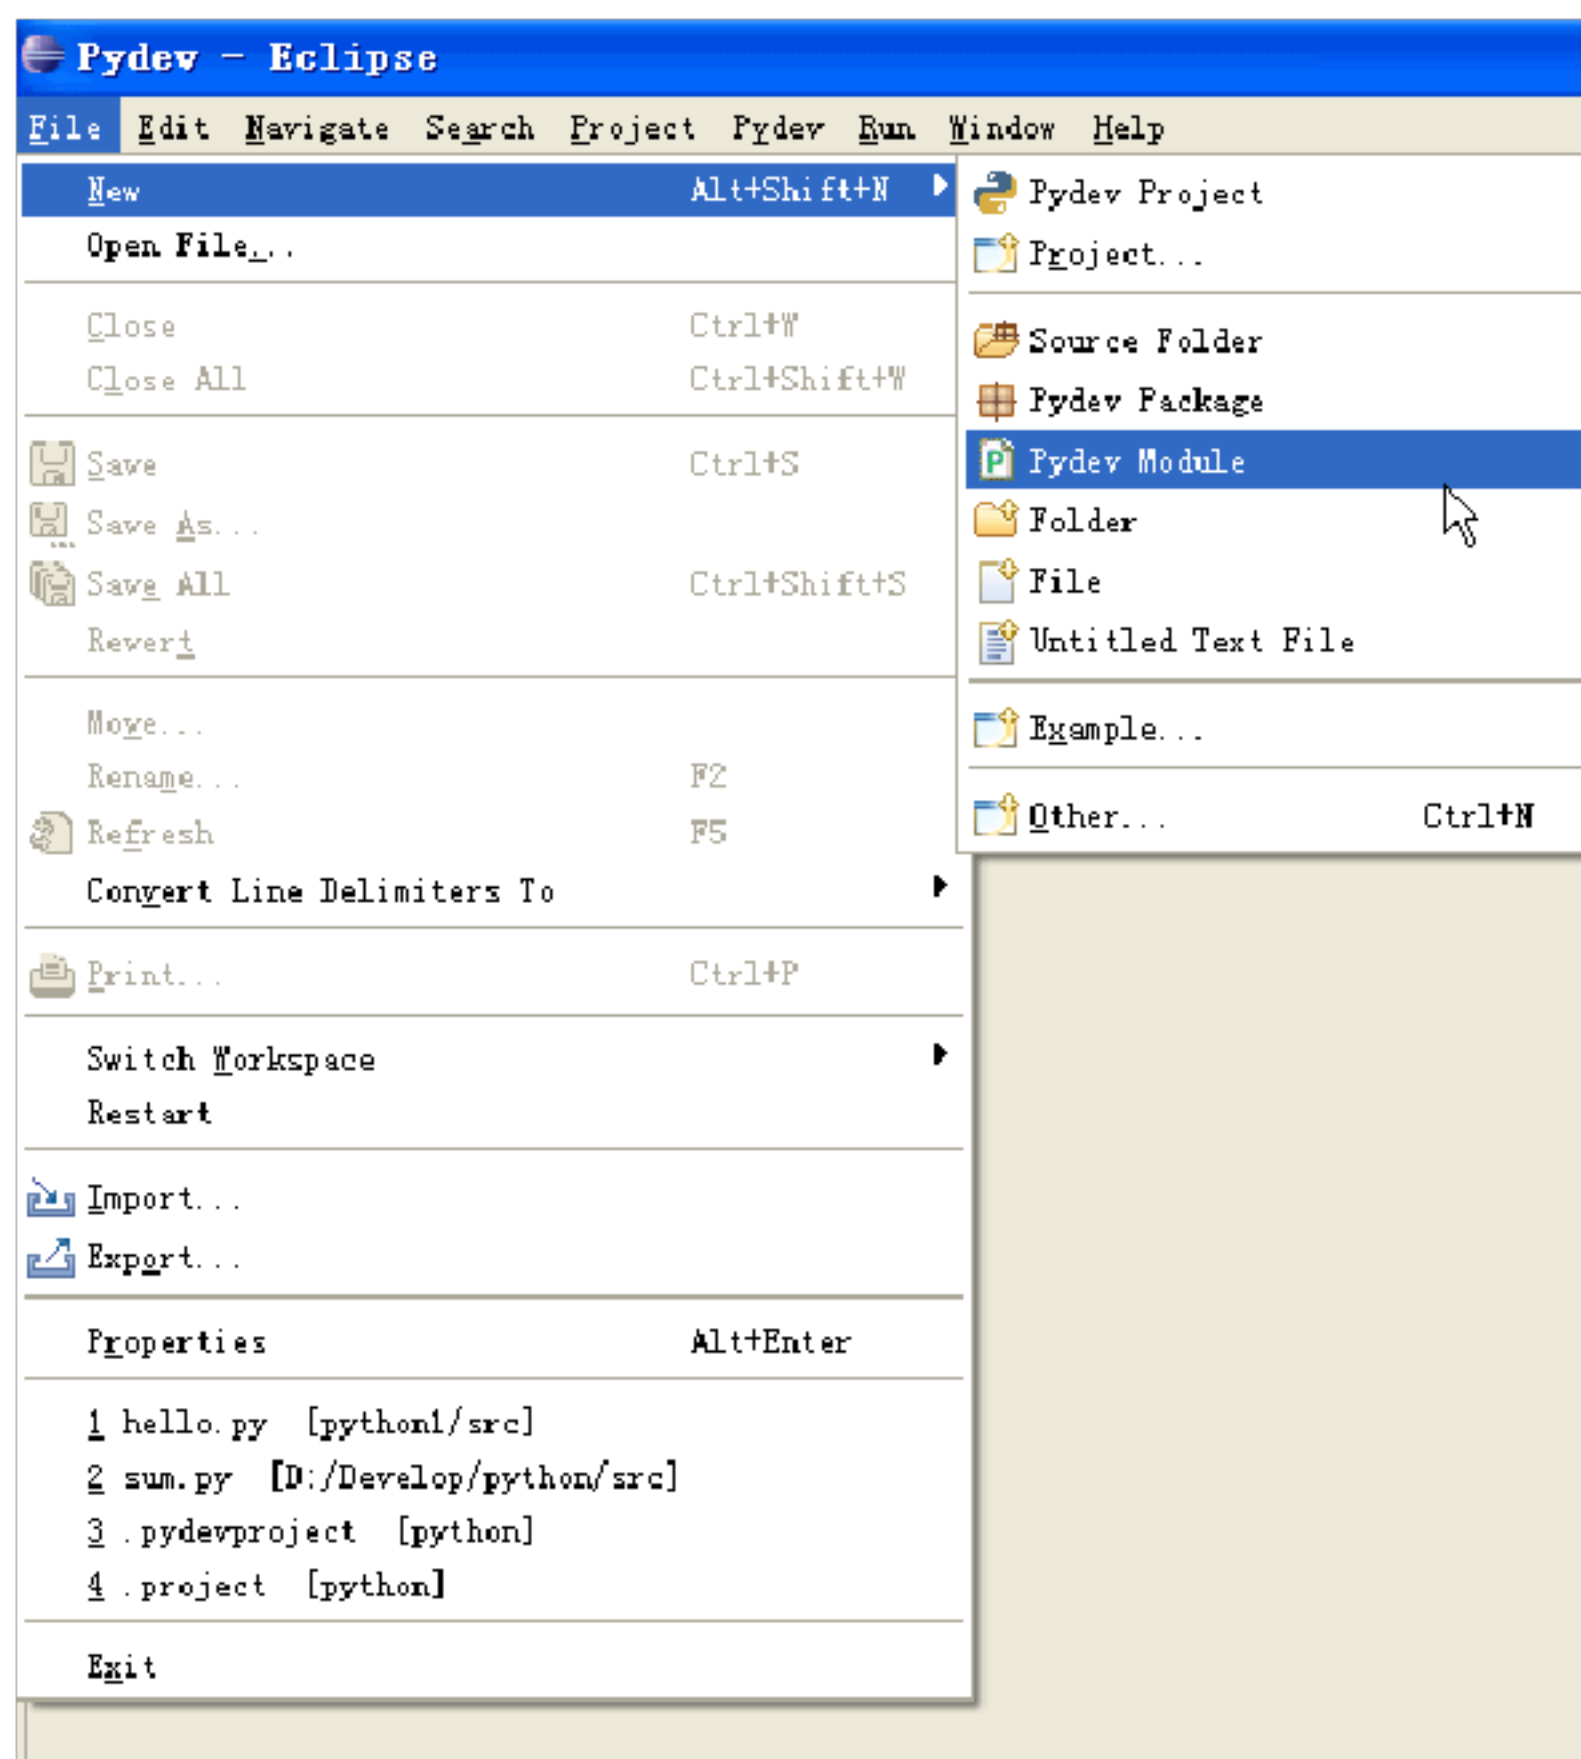 Pydev - Eclipse
File Edit Navigate Search Project Pydev Run Window Help
New Alt+Shift+N
Open File...
Close Ctrl+W
Close All Ctrl+Shift+W
Save Ctrl+S
Save As...
Save All Ctrl+Shift+S
Revert
Move...
Rename... F2
Refresh F5
Convert Line Delimiters To
Print... Ctrl+P
Switch Workspace
Restart
Import...
Export...
Properties Alt+Enter
1 hello.py [python1/src]
2 sum.py [D:/Develop/python/src]
3 .pydevproject [python]
4 .project [python]
Exit
Pydev Project
Project...
Source Folder
Pydev Package
Pydev Module
Folder
File
Untitled Text File
Example...
Other... Ctrl+N